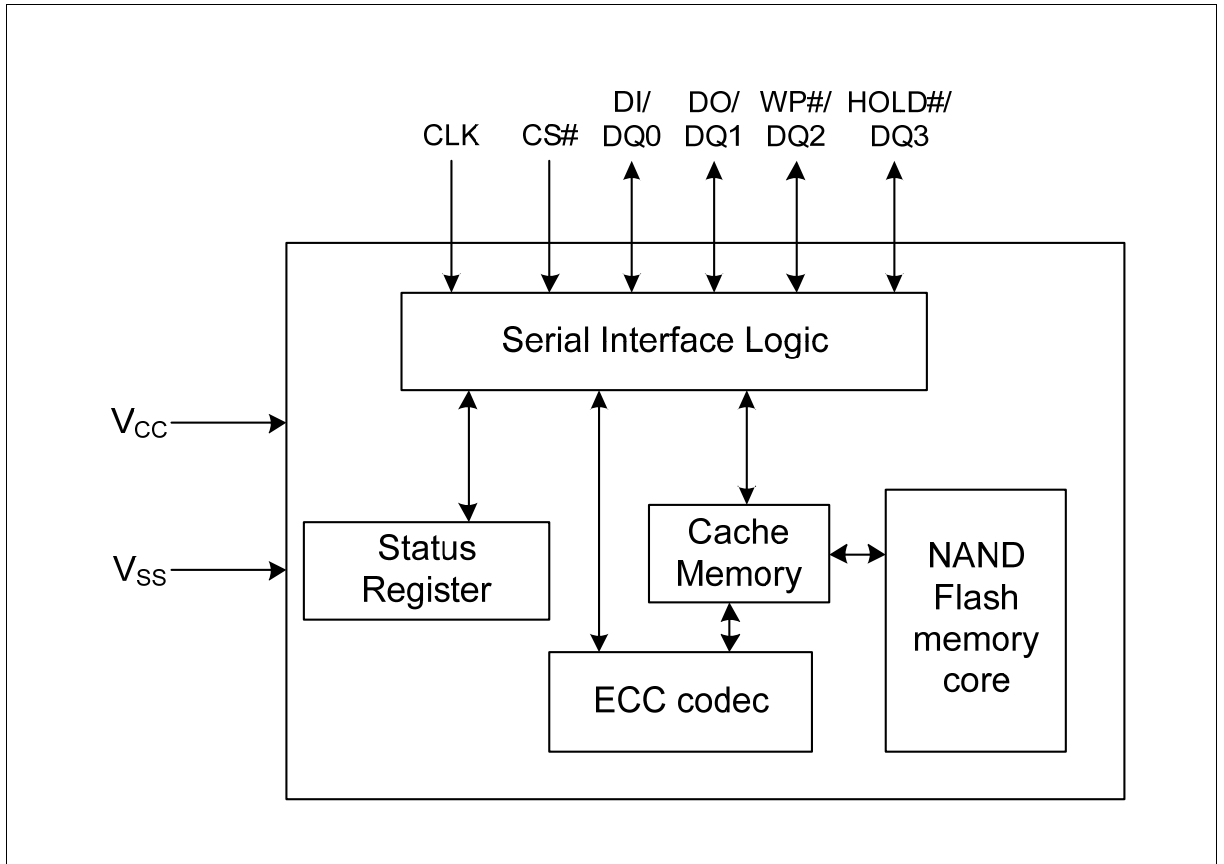 DI/ DO/ WP#/ HOLD#/
CLK CS# DQ0 DQ1 DQ2 DQ3
Serial Interface Logic
VCC
VSS
Status
Register
Cache
Memory
NAND
Flash
memory
core
ECC codec